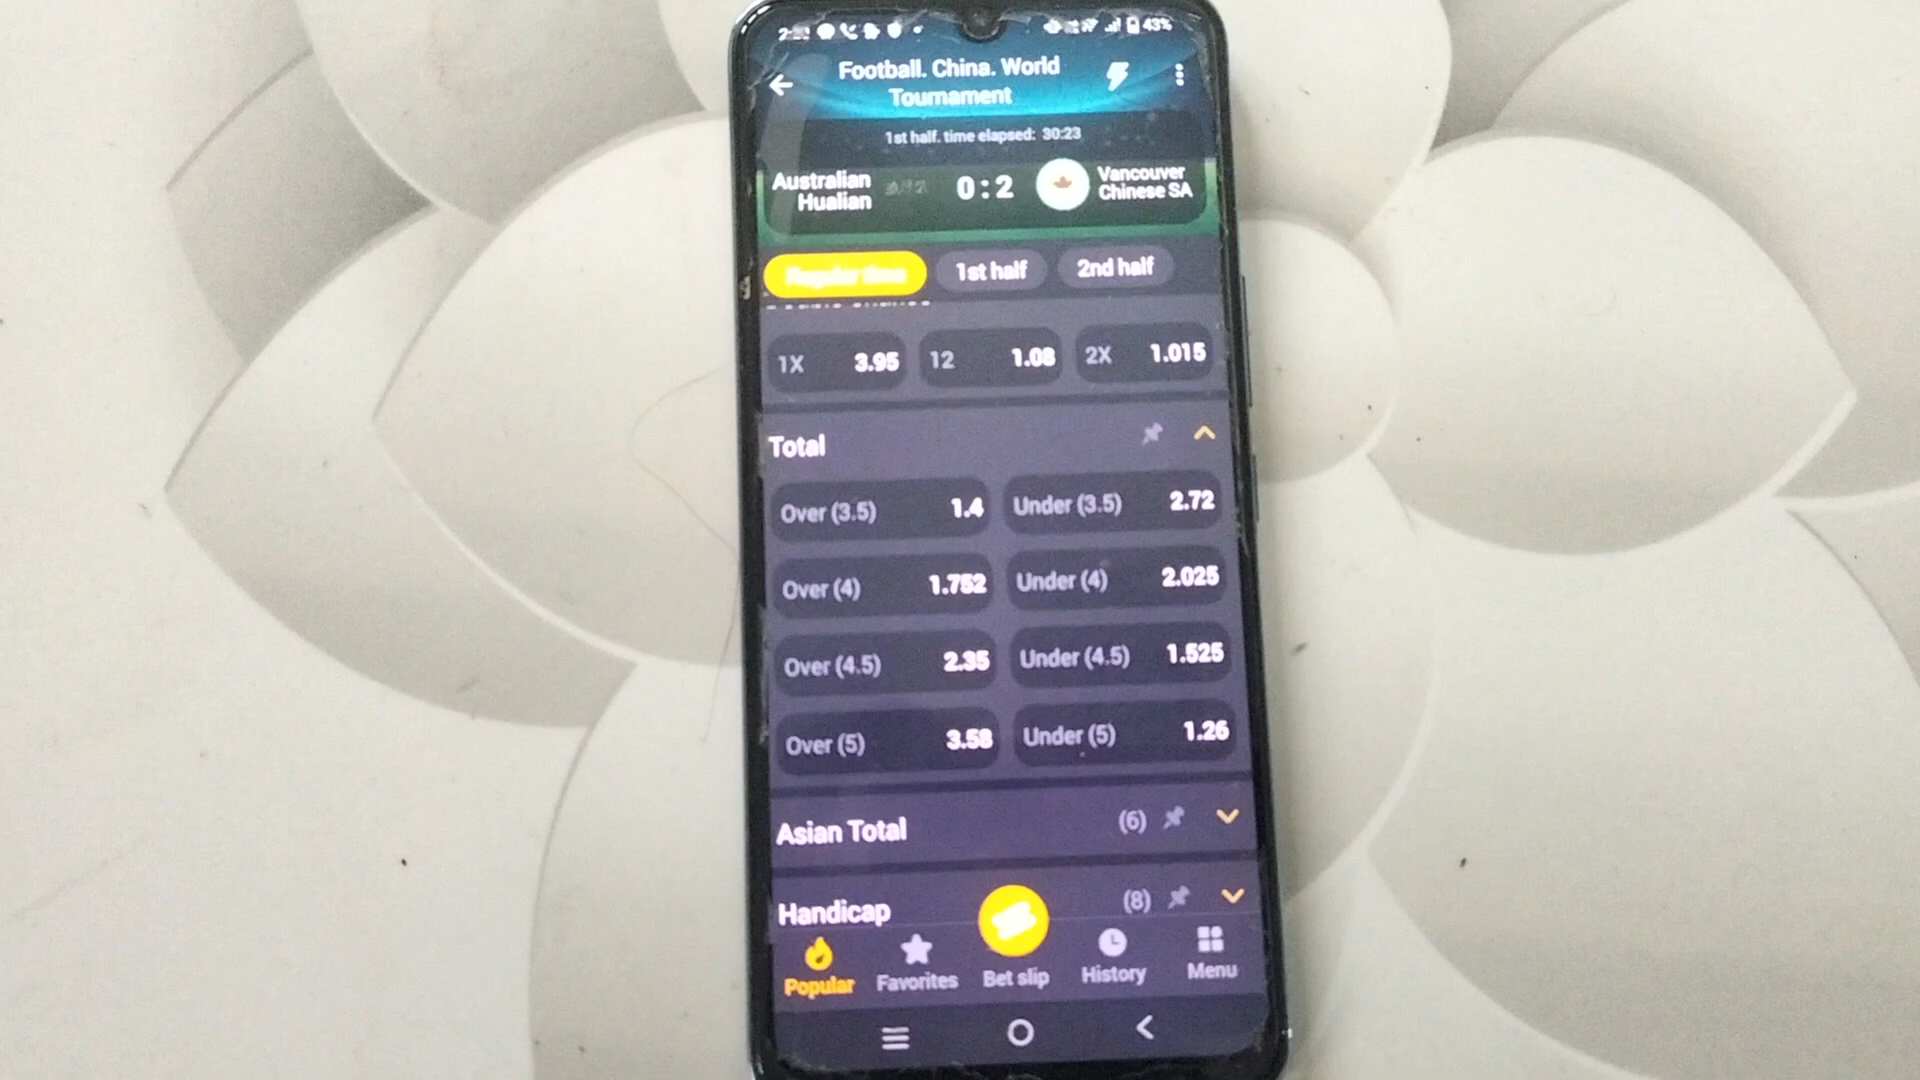 43%
Football. China. World
Tournament
1st half. time elapsed: 30:23
Australian
Hualian
0 : 2
Vancouver
Chinese SA
Regular time
1st half
2nd half
1X 3.95
12 1.08
2X 1.015
Total
Over (3.5) 1.4
Under (3.5) 2.72
Over (4) 1.752
Under (4) 2.025
Over (4.5) 2.35
Under (4.5) 1.525
Over (5) 3.58
Under (5) 1.26
Asian Total (6)
Handicap (8)
Popular
Favorites
Bet slip
History
Menu